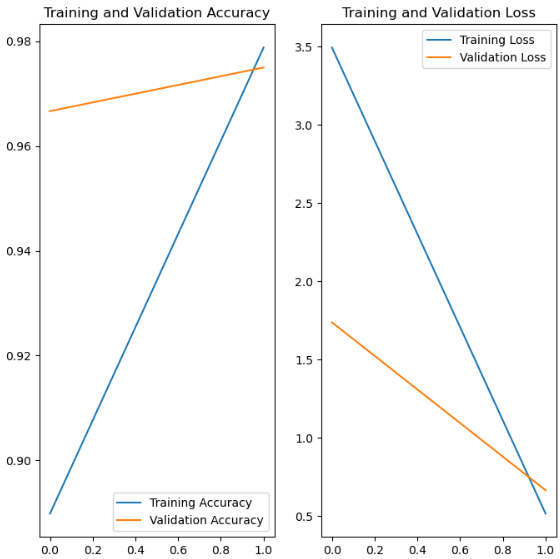 Training and Validation Accuracy
0.98
0.96
0.94
0.92
0.90
0.0 0.2 0.4 0.6 0.8 1.0
Training Accuracy
Validation Accuracy
Training and Validation Loss
3.5
3.0
2.5
2.0
1.5
1.0
0.5
0.0 0.2 0.4 0.6 0.8 1.0
Training Loss
Validation Loss